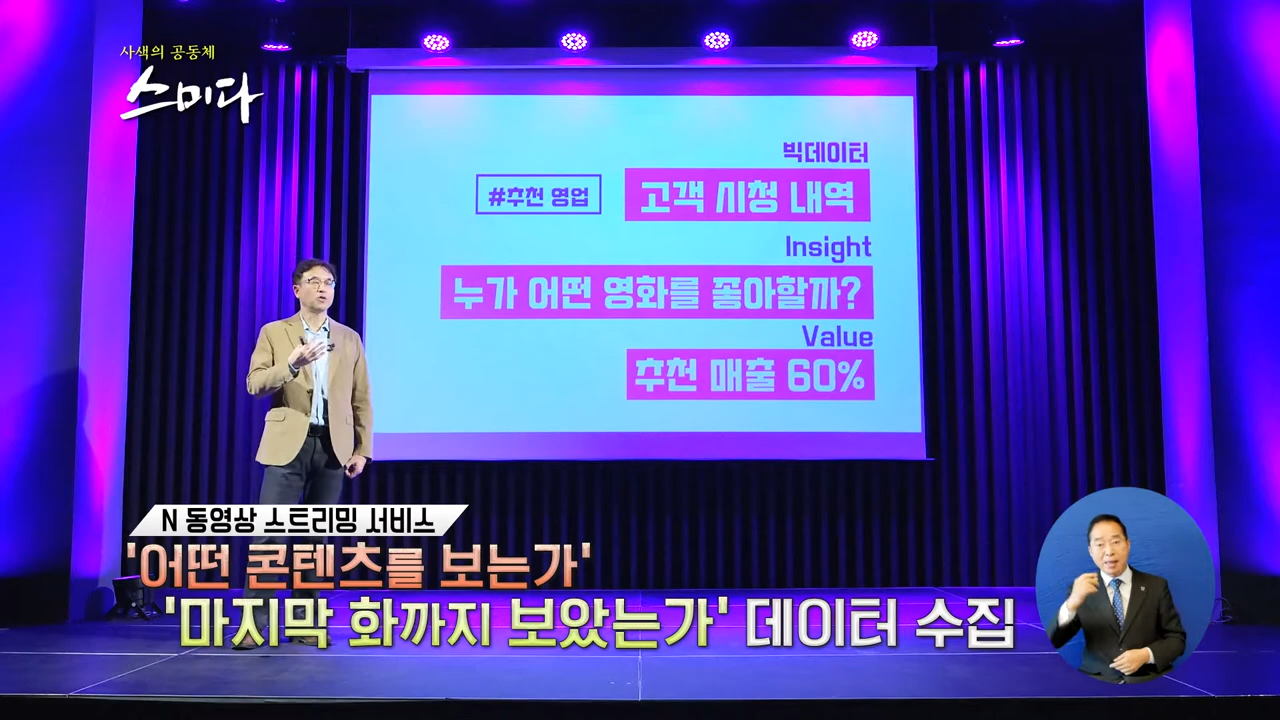 사색의 공동체
스미다
빅데이터
#추천 영업
고객 시청 내역
Insight
누가 어떤 영화를 좋아할까?
Value
추천 매출 60%
N 동영상 스트리밍 서비스
'어떤 콘텐츠를 보는가'
'마지막 화까지 보았는가' 데이터 수집